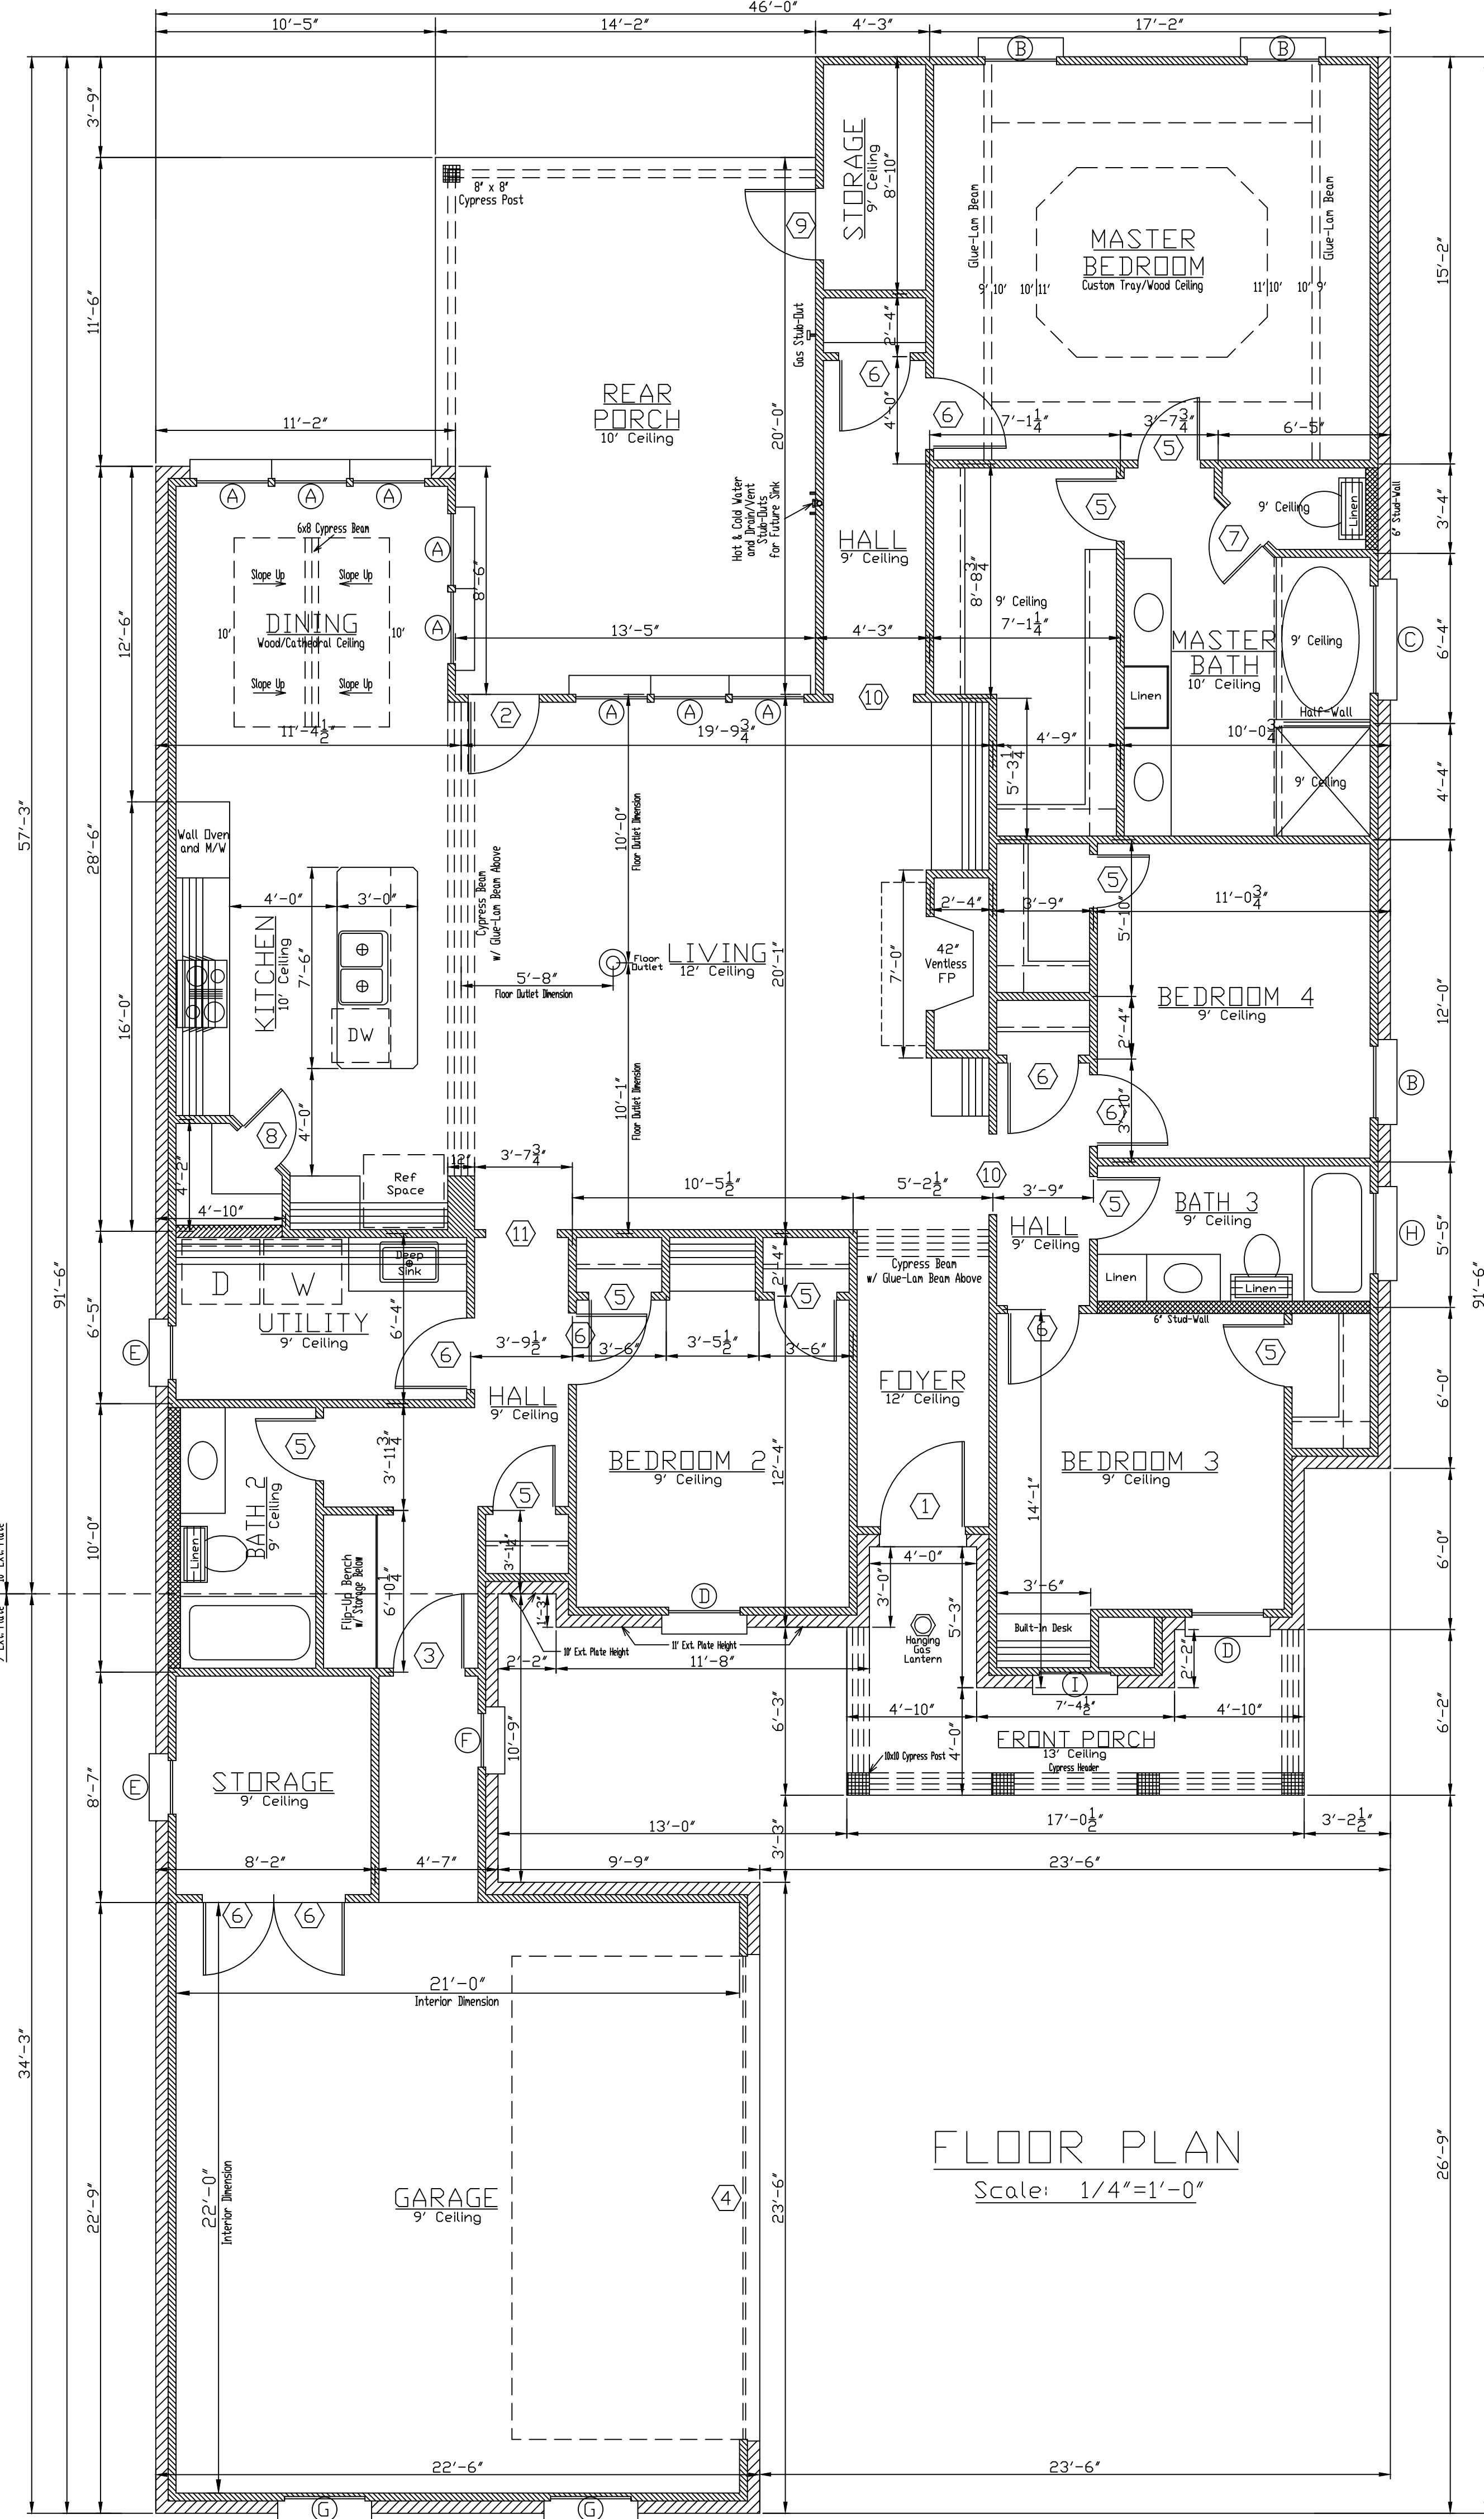 46'-0"
10'-5"
14'-2"
4'-3"
17'-2"
B
B
3'-9"
STORAGE
9' Ceiling
8'-10"
8" x 8"
Cypress Post
9
Glue-Lam Beam
Glue-Lam Beam
MASTER
BEDROOM
Custom Tray/Wood Ceiling
9' 10' 10' 11'
11' 10' 10' 9'
15'-2"
11'-6"
Gas Stub-Out
2'-4"
6
REAR
PORCH
10' Ceiling
20'-0"
4'-0"
6
11'-2"
7'-1 1/4"
3'-7 3/4"
6'-5"
5
A
A
A
Hot & Cold Water
and Drain/Vent
Stub-Outs
for Future Sink
5
9' Ceiling
Linen
6" Stud-Wall
3'-4"
6x8 Cypress Beam
7
A
HALL
9' Ceiling
Slope Up
Slope Up
8'-6"
8'-8 3/4"
9' Ceiling
DINING
Wood/Cathedral Ceiling
10'
10'
A
12'-6"
13'-5"
4'-3"
7'-1 1/4"
MASTER
BATH
10' Ceiling
9' Ceiling
C
6'-4"
Slope Up
Slope Up
Linen
10
2
A
A
A
Half-Wall
11'-4 1/2"
19'-9 3/4"
4'-9"
10'-0 3/4"
5'-3 1/4"
9' Ceiling
4'-4"
57'-3"
28'-6"
Wall Oven
and M/W
10'-0"
Floor Outlet Dimension
Cypress Beam
w/ Glue-Lam Beam Above
5
4'-0"
3'-0"
2'-4"
3'-9"
11'-0 3/4"
5'-10"
KITCHEN
10' Ceiling
7'-6"
LIVING
12' Ceiling
Floor
Outlet
20'-1"
7'-0"
42"
Ventless
FP
5'-8"
Floor Outlet Dimension
BEDROOM 4
9' Ceiling
12'-0"
16'-0"
DW
2'-4"
6
B
10'-1"
Floor Outlet Dimension
4'-0"
8
6
3'-10"
4'-2"
Ref
Space
12"
3'-7 3/4"
10
10'-5 1/2"
5'-2 1/2"
3'-9"
5
BATH 3
9' Ceiling
4'-10"
11
HALL
9' Ceiling
H
5'-5"
Deep
Sink
D
W
Cypress Beam
w/ Glue-Lam Beam Above
2'-4"
Linen
Linen
5
5
91'-6"
91'-6"
6'-5"
UTILITY
9' Ceiling
6'-4"
6" Stud-Wall
E
6
6
3'-9 1/2"
3'-6"
3'-5 1/2"
3'-6"
6
5
HALL
9' Ceiling
FOYER
12' Ceiling
6'-0"
5
3'-11 3/4"
BEDROOM 2
9' Ceiling
12'-4"
BEDROOM 3
9' Ceiling
5
1
14'-1"
BATH 2
9' Ceiling
Linen
10'-0"
3'-1 1/4"
4'-0"
3'-0"
5'-3"
6'-0"
Flip-Up Bench
w/ Storage Below
6'-0 1/4"
1'-3"
D
3'-6"
Built-In Desk
Hanging
Gas
Lantern
10' Ext. Plate Height
11' Ext. Plate Height
3
2'-2"
11'-8"
D
2'-2"
I
4'-10"
7'-4 1/2"
4'-10"
6'-3"
6'-2"
F
10'-9"
4'-0"
FRONT PORCH
13' Ceiling
Cypress Header
10x10 Cypress Post
E
STORAGE
9' Ceiling
8'-7"
13'-0"
17'-0 1/2"
3'-2 1/2"
3'-3"
8'-2"
4'-7"
9'-9"
23'-6"
6
6
21'-0"
Interior Dimension
34'-3"
22'-9"
22'-0"
Interior Dimension
GARAGE
9' Ceiling
4
23'-6"
26'-9"
FLOOR PLAN
Scale: 1/4"=1'-0"
22'-6"
23'-6"
G
G